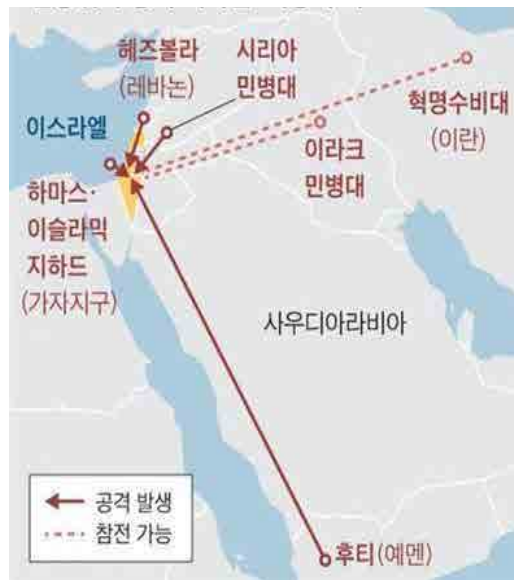 헤즈볼라
(레바논)
시리아
민병대
혁명수비대
(이란)
이스라엘
이라크
민병대
하마스·
이슬라믹
지하드
(가자지구)
사우디아라비아
공격 발생
참전 가능
후티(예멘)